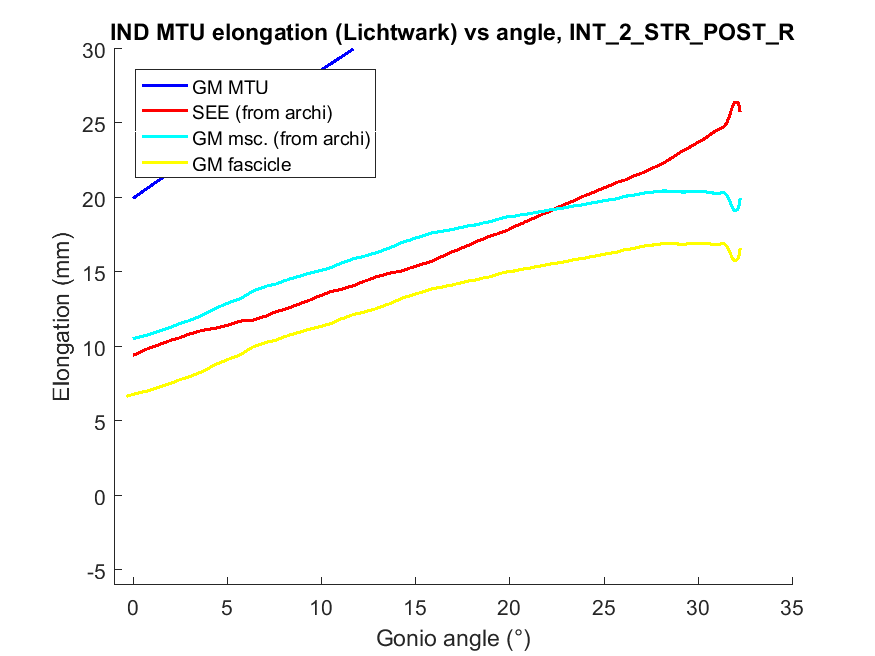 IND MTU elongation (Lichtwark) vs angle, INT_2_STR_POST_R
30
GM MTU
SEE (from archi)
GM msc. (from archi)
GM fascicle
25
20
15
10
5
0
-5
Elongation (mm)
0 5 10 15 20 25 30 35
Gonio angle (°)